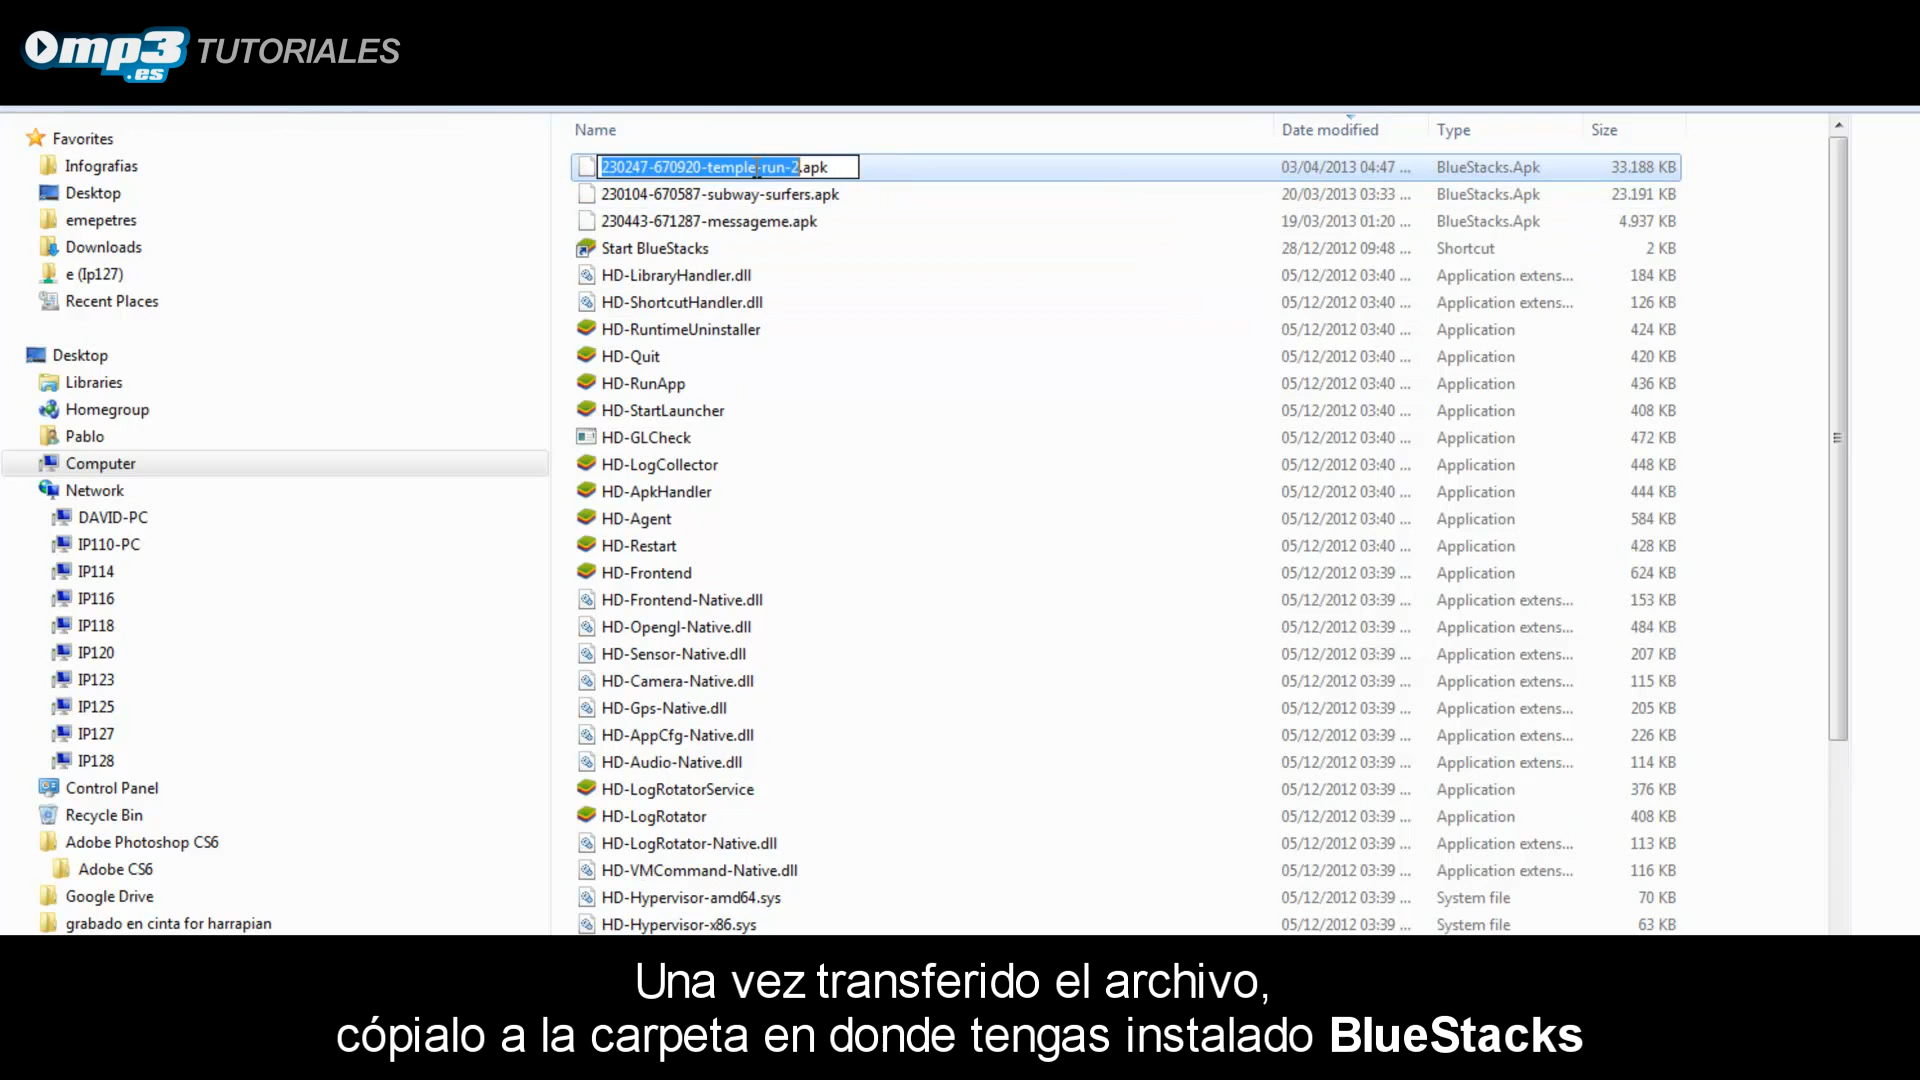 mp3.es TUTORIALES
Name Date modified Type Size
Favorites
Infografias
Desktop
emepetres
Downloads
e (Ip127)
Recent Places
Desktop
Libraries
Homegroup
Pablo
Computer
Network
DAVID-PC
IP110-PC
IP114
IP116
IP118
IP120
IP123
IP125
IP127
IP128
Control Panel
Recycle Bin
Adobe Photoshop CS6
Adobe CS6
Google Drive
grabado en cinta for harrapian
230247-670920-temple-run-2.apk 03/04/2013 04:47 ... BlueStacks.Apk 33.188 KB
230104-670587-subway-surfers.apk 20/03/2013 03:33 ... BlueStacks.Apk 23.191 KB
230443-671287-messageme.apk 19/03/2013 01:20 ... BlueStacks.Apk 4.937 KB
Start BlueStacks 28/12/2012 09:48 ... Shortcut 2 KB
HD-LibraryHandler.dll 05/12/2012 03:40 ... Application extens... 184 KB
HD-ShortcutHandler.dll 05/12/2012 03:40 ... Application extens... 126 KB
HD-RuntimeUninstaller 05/12/2012 03:40 ... Application 424 KB
HD-Quit 05/12/2012 03:40 ... Application 420 KB
HD-RunApp 05/12/2012 03:40 ... Application 436 KB
HD-StartLauncher 05/12/2012 03:40 ... Application 408 KB
HD-GLCheck 05/12/2012 03:40 ... Application 472 KB
HD-LogCollector 05/12/2012 03:40 ... Application 448 KB
HD-ApkHandler 05/12/2012 03:40 ... Application 444 KB
HD-Agent 05/12/2012 03:40 ... Application 584 KB
HD-Restart 05/12/2012 03:40 ... Application 428 KB
HD-Frontend 05/12/2012 03:39 ... Application 624 KB
HD-Frontend-Native.dll 05/12/2012 03:39 ... Application extens... 153 KB
HD-Opengl-Native.dll 05/12/2012 03:39 ... Application extens... 484 KB
HD-Sensor-Native.dll 05/12/2012 03:39 ... Application extens... 207 KB
HD-Camera-Native.dll 05/12/2012 03:39 ... Application extens... 115 KB
HD-Gps-Native.dll 05/12/2012 03:39 ... Application extens... 205 KB
HD-AppCfg-Native.dll 05/12/2012 03:39 ... Application extens... 226 KB
HD-Audio-Native.dll 05/12/2012 03:39 ... Application extens... 114 KB
HD-LogRotatorService 05/12/2012 03:39 ... Application 376 KB
HD-LogRotator 05/12/2012 03:39 ... Application 408 KB
HD-LogRotator-Native.dll 05/12/2012 03:39 ... Application extens... 113 KB
HD-VMCommand-Native.dll 05/12/2012 03:39 ... Application extens... 116 KB
HD-Hypervisor-amd64.sys 05/12/2012 03:39 ... System file 70 KB
HD-Hypervisor-x86.sys 05/12/2012 03:39 ... System file 63 KB
Una vez transferido el archivo,
cópialo a la carpeta en donde tengas instalado BlueStacks